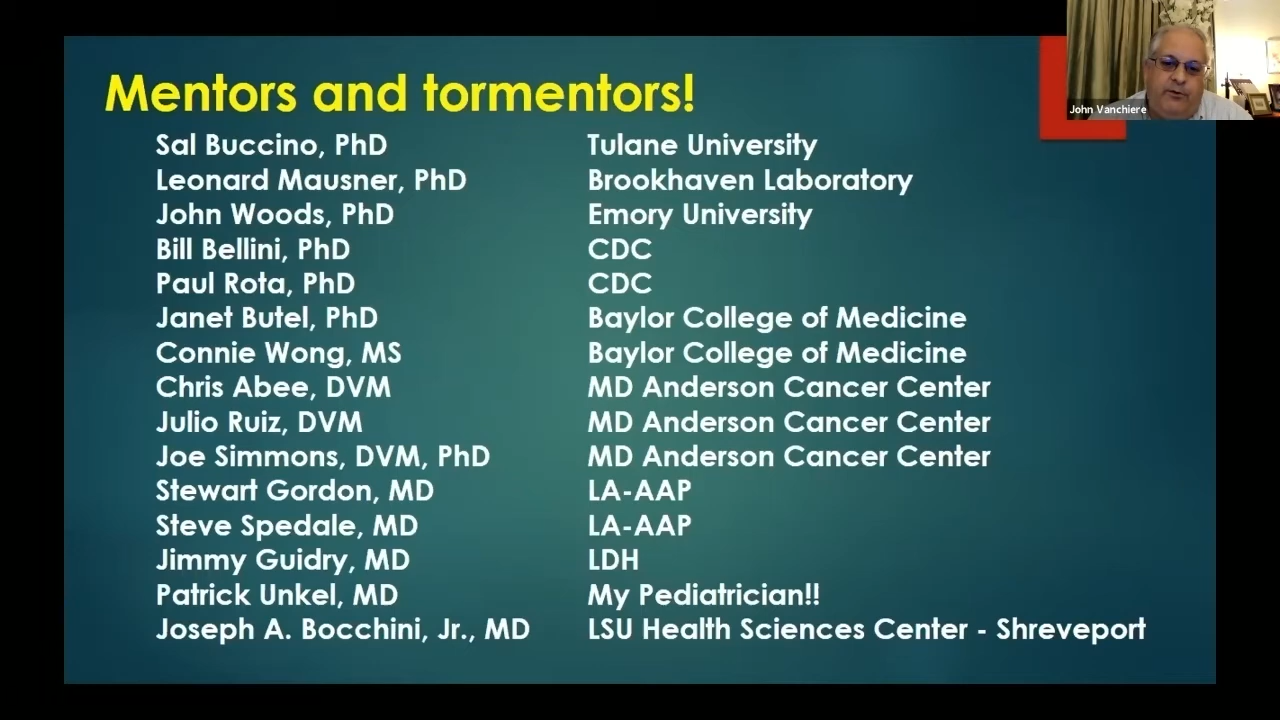 Mentors and tormentors!
John Vanchiere
Sal Buccino, PhD Tulane University
Leonard Mausner, PhD Brookhaven Laboratory
John Woods, PhD Emory University
Bill Bellini, PhD CDC
Paul Rota, PhD CDC
Janet Butel, PhD Baylor College of Medicine
Connie Wong, MS Baylor College of Medicine
Chris Abee, DVM MD Anderson Cancer Center
Julio Ruiz, DVM MD Anderson Cancer Center
Joe Simmons, DVM, PhD MD Anderson Cancer Center
Stewart Gordon, MD LA-AAP
Steve Spedale, MD LA-AAP
Jimmy Guidry, MD LDH
Patrick Unkel, MD My Pediatrician!!
Joseph A. Bocchini, Jr., MD LSU Health Sciences Center - Shreveport